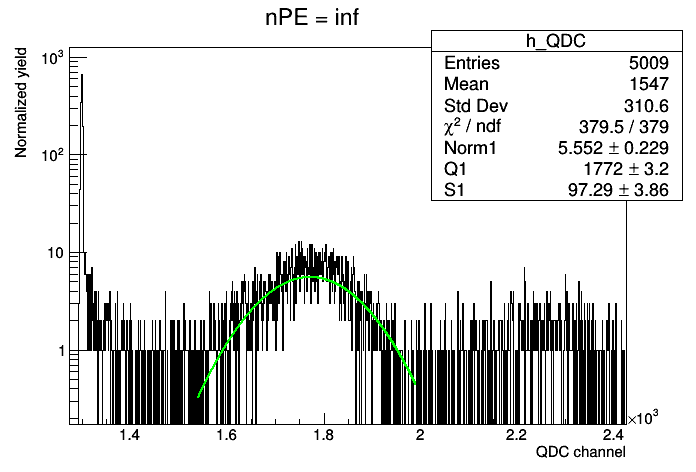 nPE = inf
h_QDC
Entries 5009
Mean 1547
Std Dev 310.6
χ² / ndf 379.5 / 379
Norm1 5.552 ± 0.229
Q1 1772 ± 3.2
S1 97.29 ± 3.86
Normalized yield
10³
10²
10
1
1.4 1.6 1.8 2 2.2 2.4
×10³
QDC channel